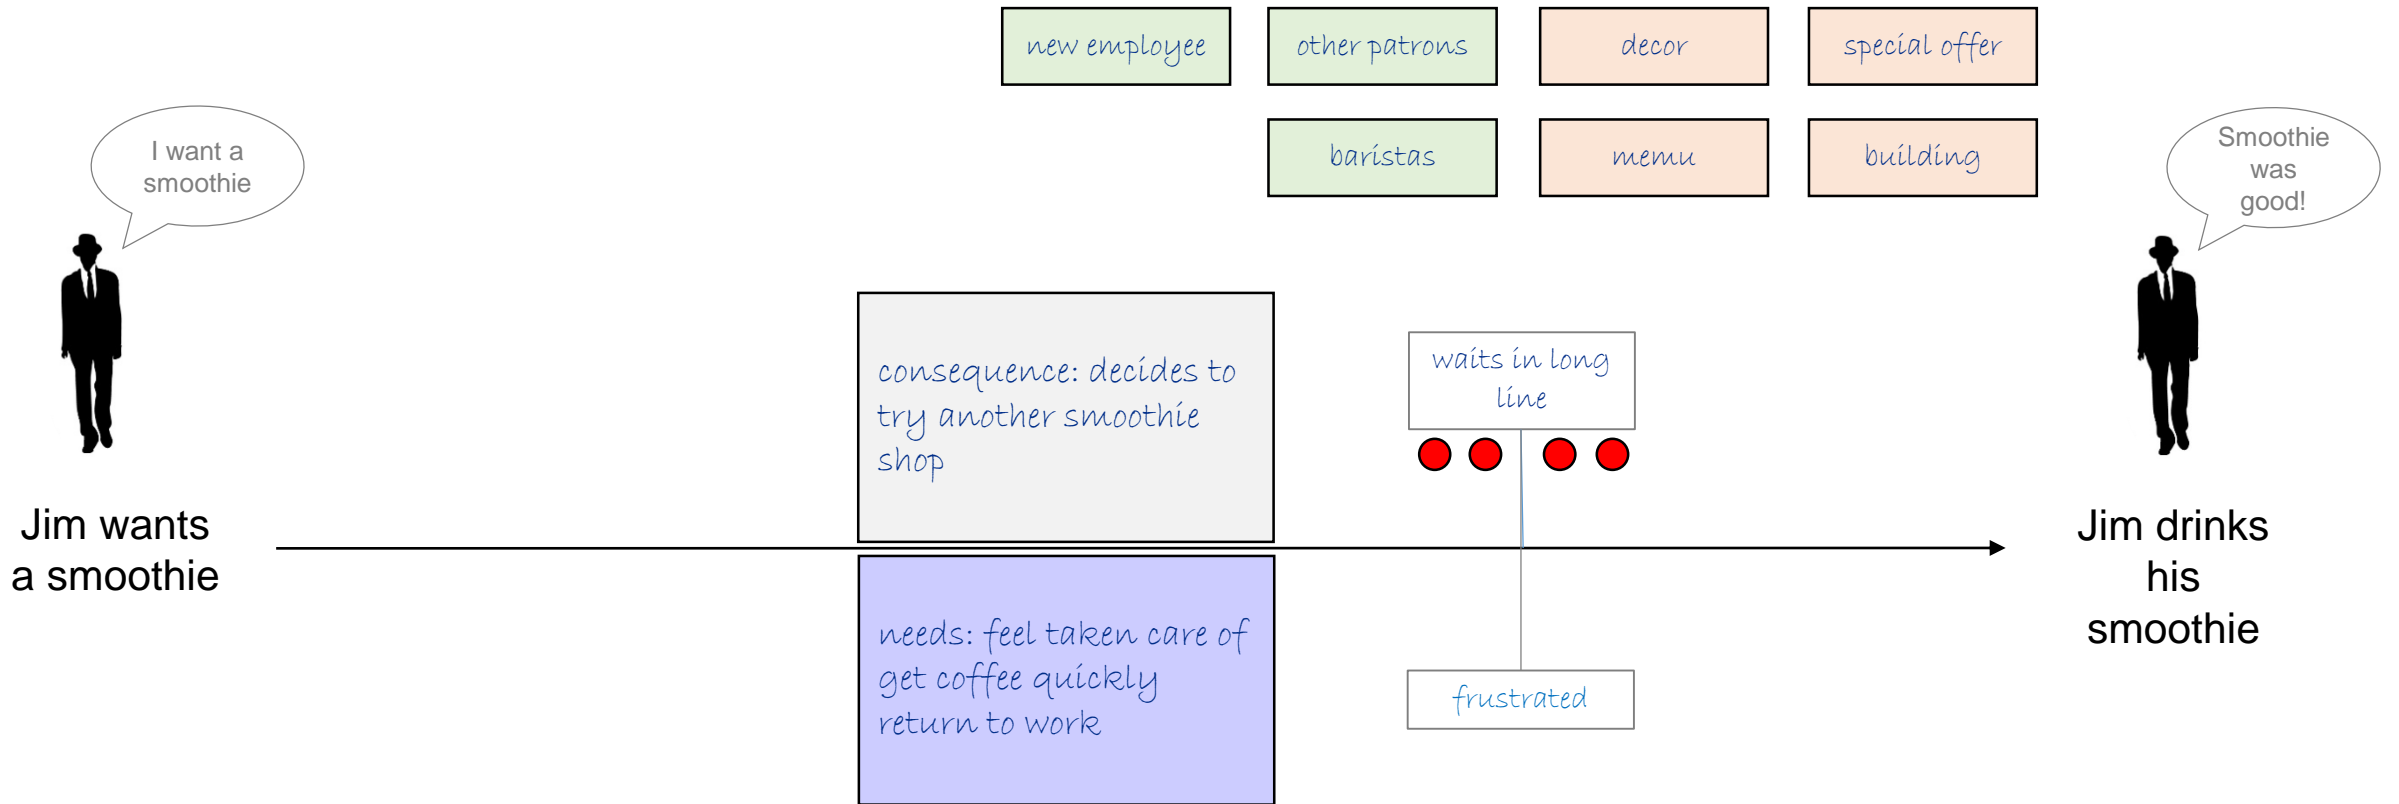 new employee
other patrons
decor
special offer
baristas
memu
building
I want a
smoothie
Smoothie
was
good!
consequence: decides to
try another smoothie
shop
waits in long
line
Jim wants
a smoothie
Jim drinks
his
smoothie
needs: feel taken care of
get coffee quickly
return to work
frustrated